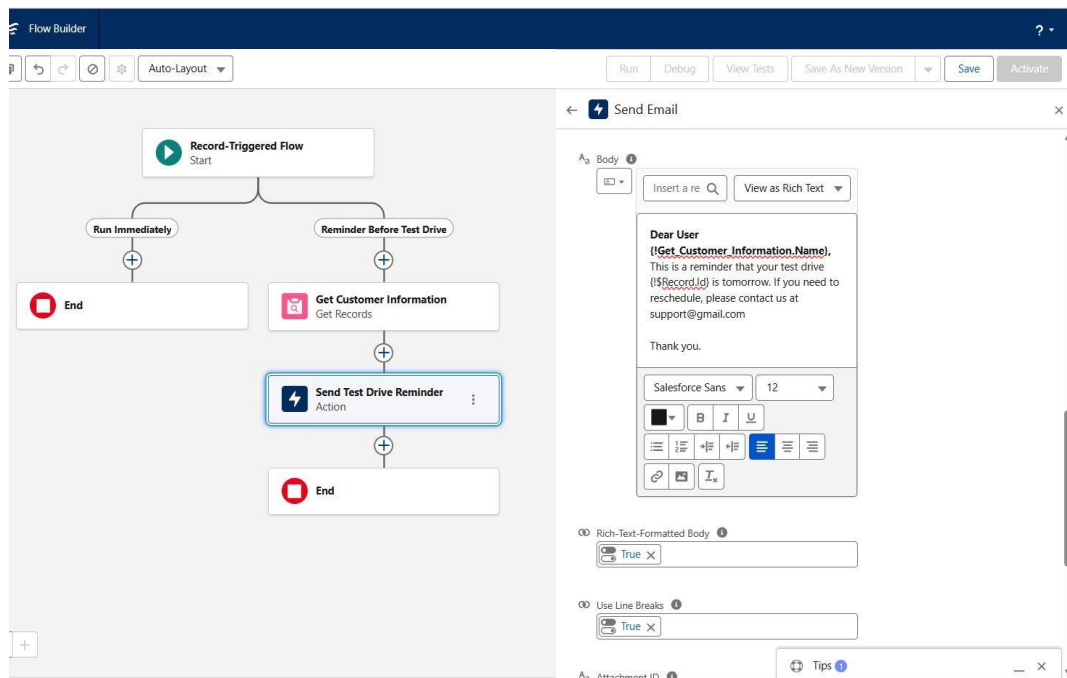 Flow Builder
?
Auto-Layout
Run
Debug
View Tests
Save As New Version
Save
Activate
Record-Triggered Flow
Start
Run Immediately
Reminder Before Test Drive
End
Get Customer Information
Get Records
Send Test Drive Reminder
Action
End
Send Email
Aa Body
Insert a re
View as Rich Text
Dear User
{!Get_Customer_Information.Name},
This is a reminder that your test drive
{!$Record.Id} is tomorrow. If you need to
reschedule, please contact us at
support@gmail.com
Thank you.
Salesforce Sans
12
B I U
Rich-Text-Formatted Body
True
Use Line Breaks
True
Aa Attachment ID
Tips 1